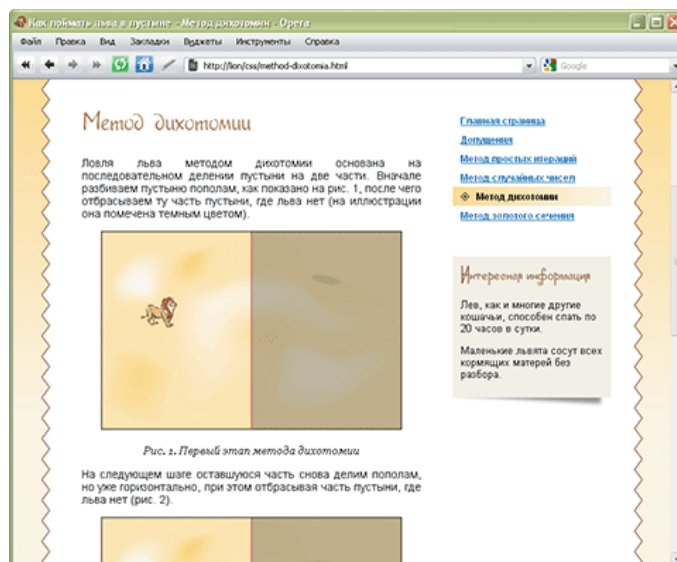 Как поймать льва в пустыне - Метод дихотомии - Opera
Файл Правка Вид Закладки Виджеты Инструменты Справка
http://lion/css/method-dixotomia.html
Google
Метод дихотомии
Ловля льва методом дихотомии основана на
последовательном делении пустыни на две части. Вначале
разбиваем пустыню пополам, как показано на рис. 1, после чего
отбрасываем ту часть пустыни, где льва нет (на иллюстрации
она помечена темным цветом).
Рис. 1. Первый этап метода дихотомии
На следующем шаге оставшуюся часть снова делим пополам,
но уже горизонтально, при этом отбрасывая часть пустыни, где
льва нет (рис. 2).
Главная страница
Допущения
Метод простых итераций
Метод случайных чисел
Метод дихотомии
Метод золотого сечения
Интересная информация
Лев, как и многие другие
кошачьи, способен спать по
20 часов в сутки.
Маленькие львята сосут всех
кормящих матерей без
разбора.